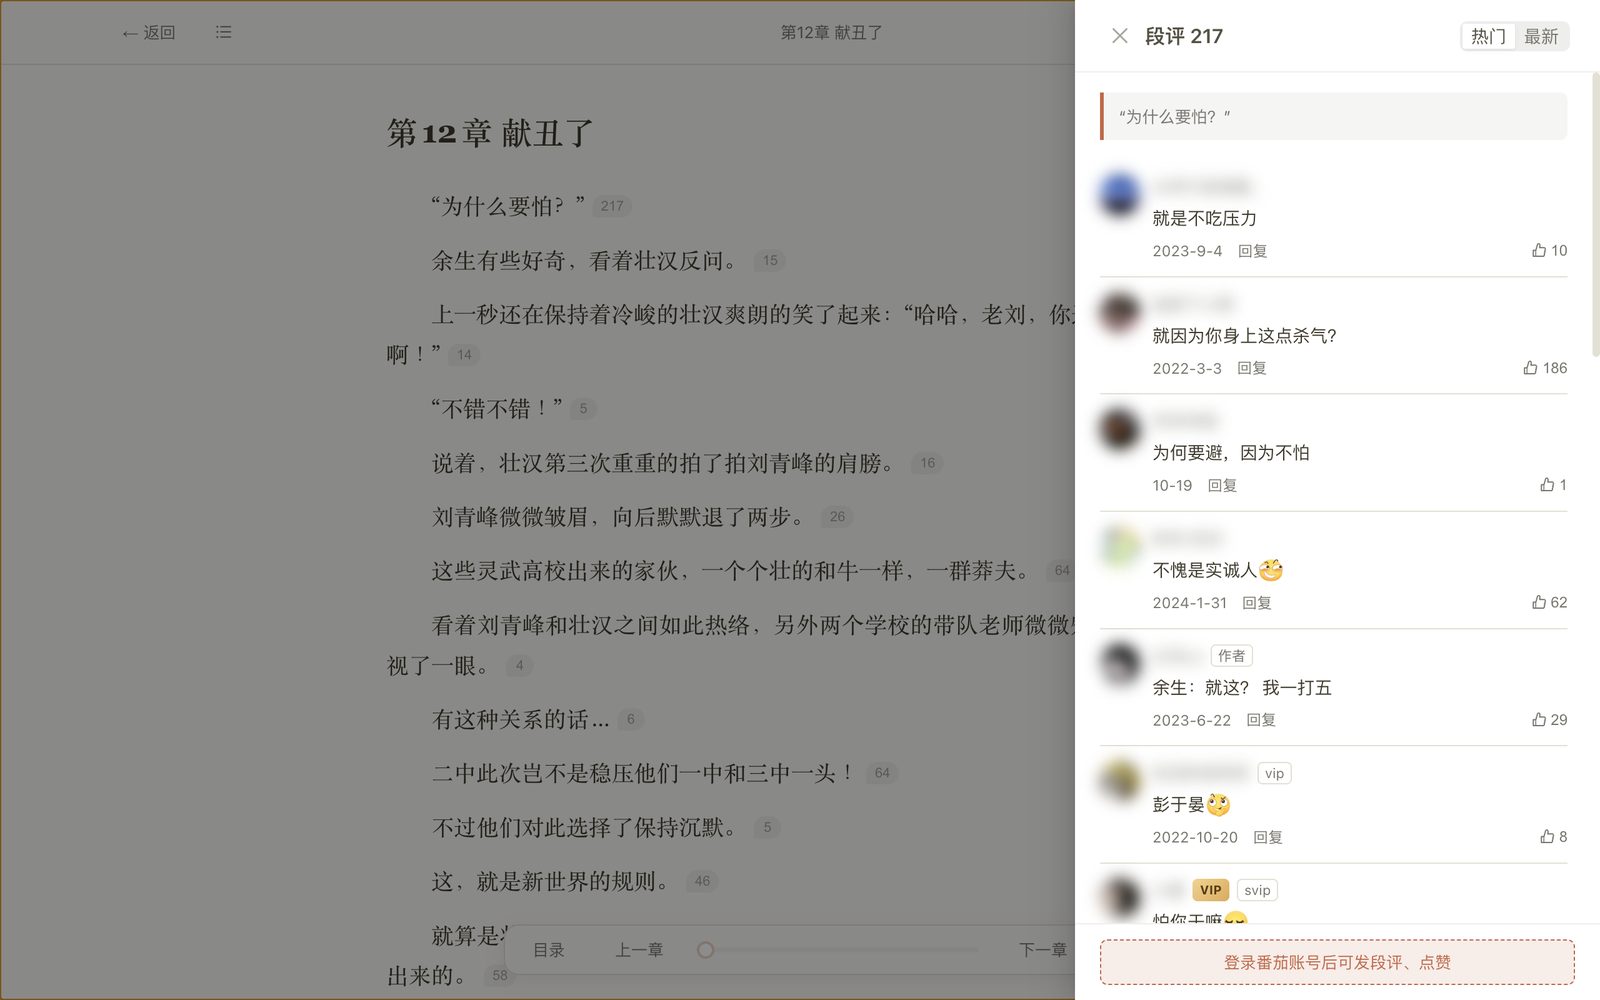 ← 返回
第12章 献丑了
第12章 献丑了
“为什么要怕？” 217
余生有些好奇，看着壮汉反问。 15
上一秒还在保持着冷峻的壮汉爽朗的笑了起来：“哈哈，老刘，你
啊！” 14
“不错不错！” 5
说着，壮汉第三次重重的拍了拍刘青峰的肩膀。 16
刘青峰微微皱眉，向后默默退了两步。 26
这些灵武高校出来的家伙，一个个壮的和牛一样，一群莽夫。 64
看着刘青峰和壮汉之间如此热络，另外两个学校的带队老师微微
视了一眼。 4
有这种关系的话... 6
二中此次岂不是稳压他们一中和三中一头！ 64
不过他们对此选择了保持沉默。 5
这，就是新世界的规则。 46
就算是
出来的。 58
目录 上一章 下一章
段评 217
热门 最新
“为什么要怕？”
就是不吃压力
2023-9-4 回复 10
就因为你身上这点杀气？
2022-3-3 回复 186
为何要避，因为不怕
10-19 回复 1
不愧是实诚人
2024-1-31 回复 62
作者
余生：就这？ 我一打五
2023-6-22 回复 29
vip
彭于晏
2022-10-20 回复 8
VIP svip
怕你干嘛
登录番茄账号后可发段评、点赞